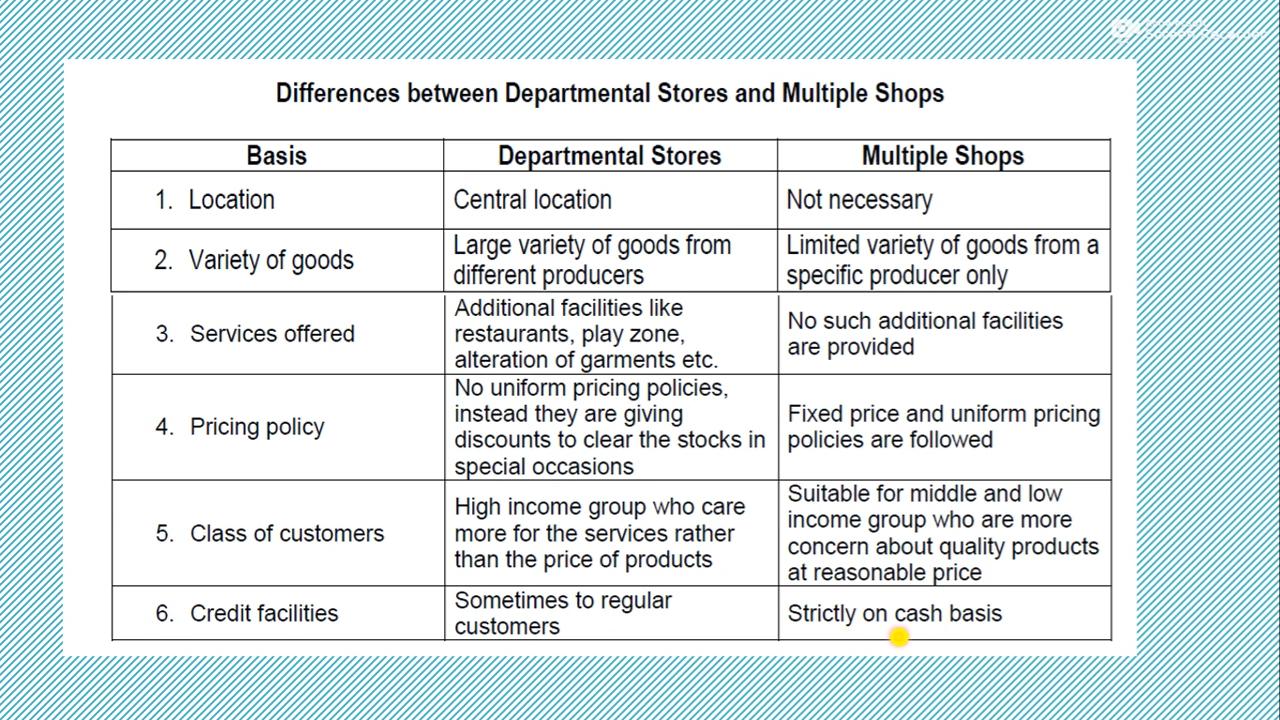 Differences between Departmental Stores and Multiple Shops
Basis
Departmental Stores
Multiple Shops
1. Location
Central location
Not necessary
2. Variety of goods
Large variety of goods from
different producers
Limited variety of goods from a
specific producer only
3. Services offered
Additional facilities like
restaurants, play zone,
alteration of garments etc.
No such additional facilities
are provided
4. Pricing policy
No uniform pricing policies,
instead they are giving
discounts to clear the stocks in
special occasions
Fixed price and uniform pricing
policies are followed
5. Class of customers
High income group who care
more for the services rather
than the price of products
Suitable for middle and low
income group who are more
concern about quality products
at reasonable price
6. Credit facilities
Sometimes to regular
customers
Strictly on cash basis
Screen Recorder